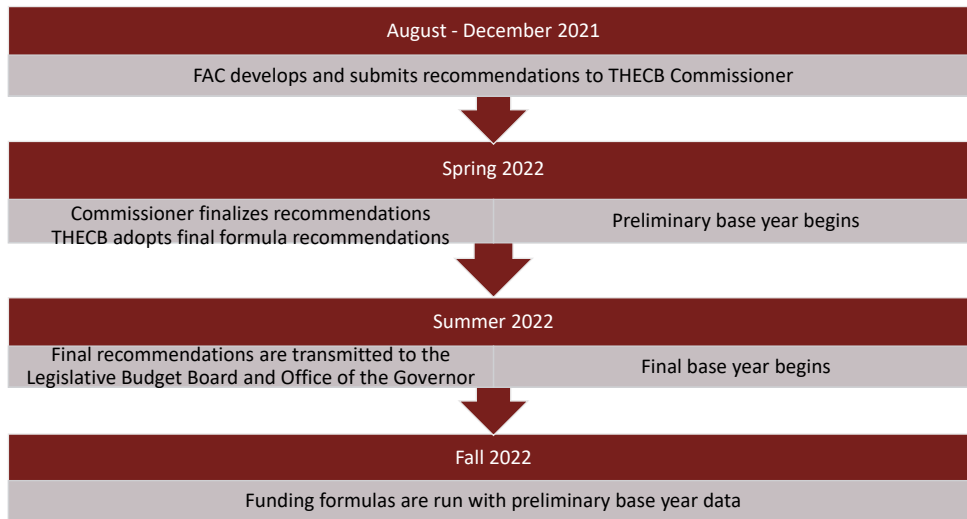 August - December 2021
FAC develops and submits recommendations to THECB Commissioner
Spring 2022
Commissioner finalizes recommendations
THECB adopts final formula recommendations
Preliminary base year begins
Summer 2022
Final recommendations are transmitted to the
Legislative Budget Board and Office of the Governor
Final base year begins
Fall 2022
Funding formulas are run with preliminary base year data